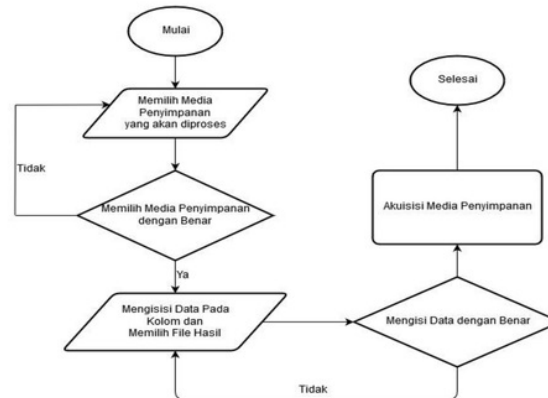 Mulai
Memilih Media
Penyimpanan
yang akan diproses
Tidak
Memilih Media Penyimpanan
dengan Benar
Ya
Mengisisi Data Pada
Kolom dan
Memilih File Hasil
Mengisi Data dengan Benar
Tidak
Akuisisi Media Penyimpanan
Selesai